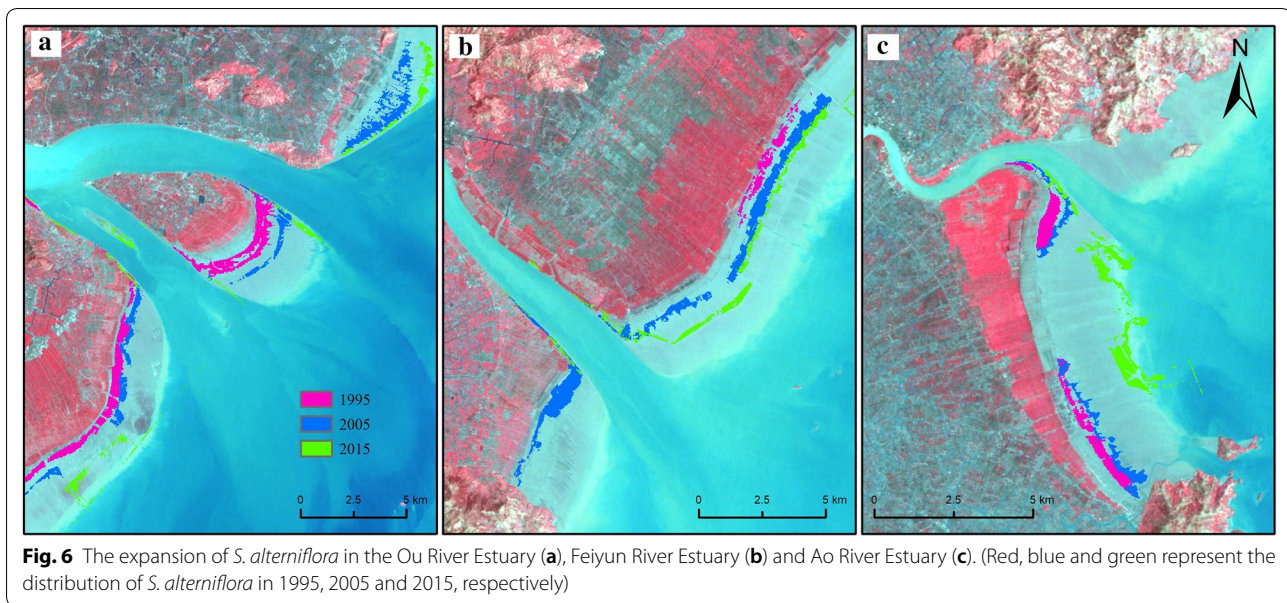 a
b
c
N
1995
2005
2015
0 2.5 5 km
0 2.5 5 km
0 2.5 5 km
Fig. 6 The expansion of S. alterniflora in the Ou River Estuary (a), Feiyun River Estuary (b) and Ao River Estuary (c). (Red, blue and green represent the
distribution of S. alterniflora in 1995, 2005 and 2015, respectively)